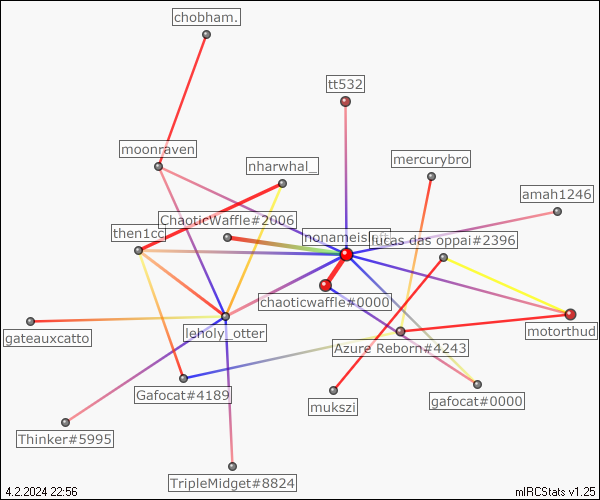 chobham.
tt532
moonraven
nharwhal_
mercurybro
amah1246
ChaoticWaffle#2006
then1cc
lucas das oppai#2396
chaoticwaffle#0000
leholy_otter
motorthud
gateauxcatto
Azure Reborn#4243
Gafocat#4189
mukszi
gafocat#0000
Thinker#5995
TripleMidget#8824
4.2.2024 22:56
mIRCStats v1.25